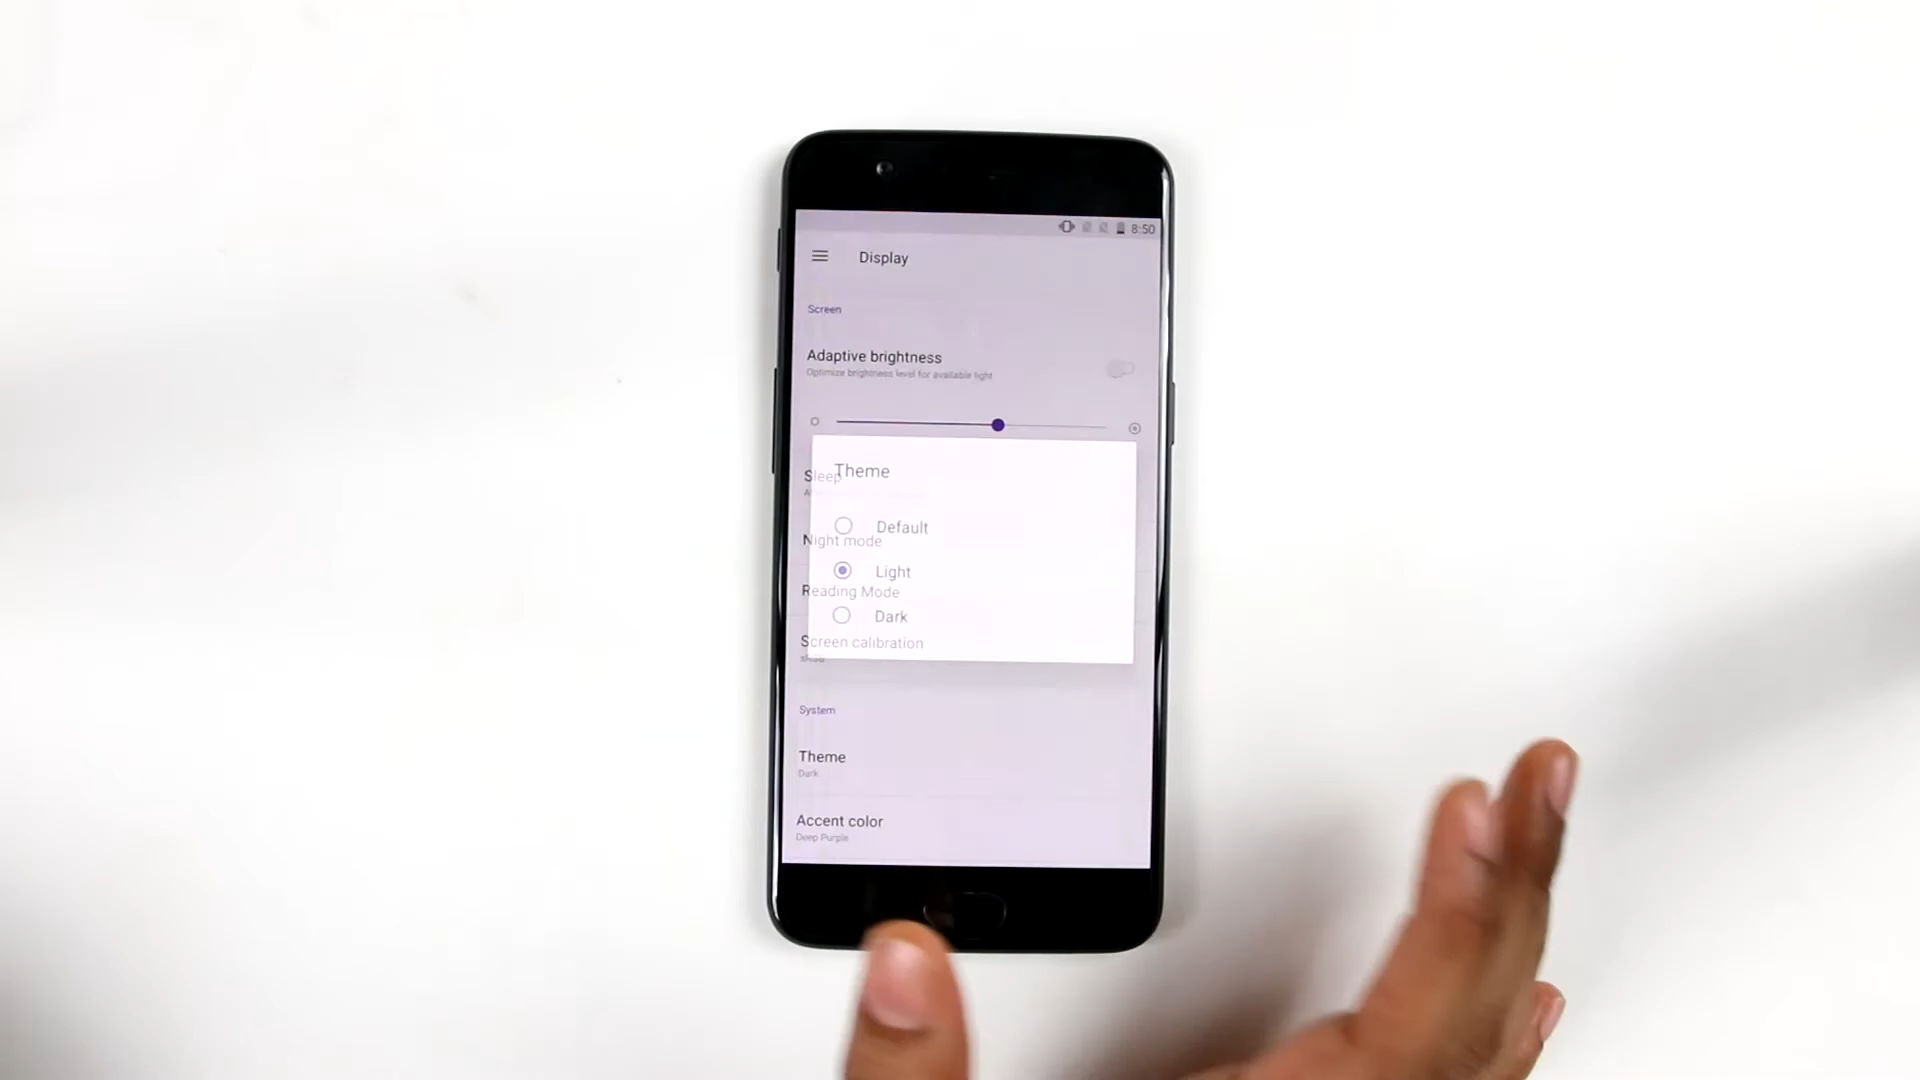 8:50
Display
Screen
Adaptive brightness
Optimize brightness level for available light
Theme
Sleep
Default
Night mode
Light
Reading Mode
Dark
Screen calibration
System
Theme
Dark
Accent color
Deep Purple